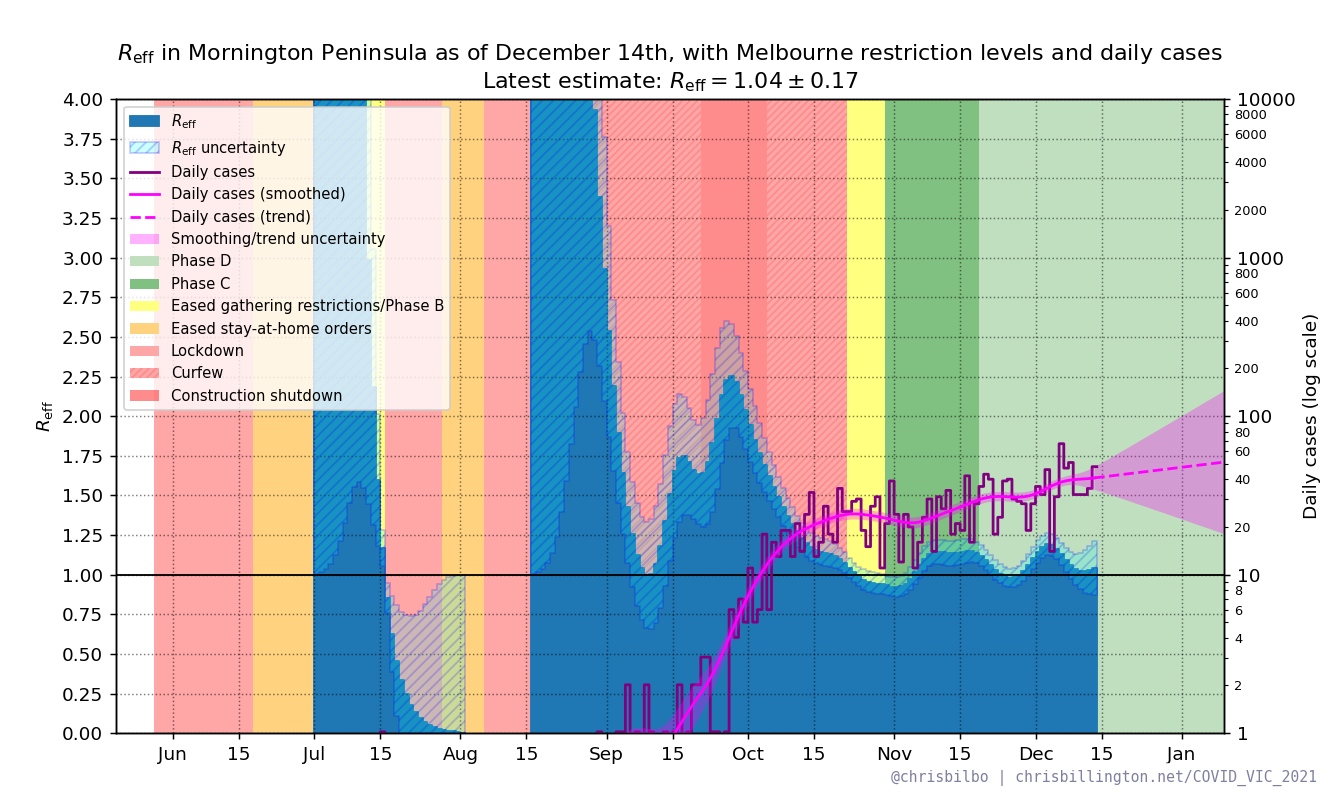 Reff in Mornington Peninsula as of December 14th, with Melbourne restriction levels and daily cases
Latest estimate: Reff = 1.04 ± 0.17
Reff
Reff uncertainty
Daily cases
Daily cases (smoothed)
Daily cases (trend)
Smoothing/trend uncertainty
Phase D
Phase C
Eased gathering restrictions/Phase B
Eased stay-at-home orders
Lockdown
Curfew
Construction shutdown
Reff
4.00
3.75
3.50
3.25
3.00
2.75
2.50
2.25
2.00
1.75
1.50
1.25
1.00
0.75
0.50
0.25
0.00
Jun 15 Jul 15 Aug 15 Sep 15 Oct 15 Nov 15 Dec 15 Jan
10000
8000
6000
4000
2000
1000
800
600
400
200
100
80
60
40
20
10
8
6
4
2
1
Daily cases (log scale)
@chrisbilbo | chrisbillington.net/COVID_VIC_2021